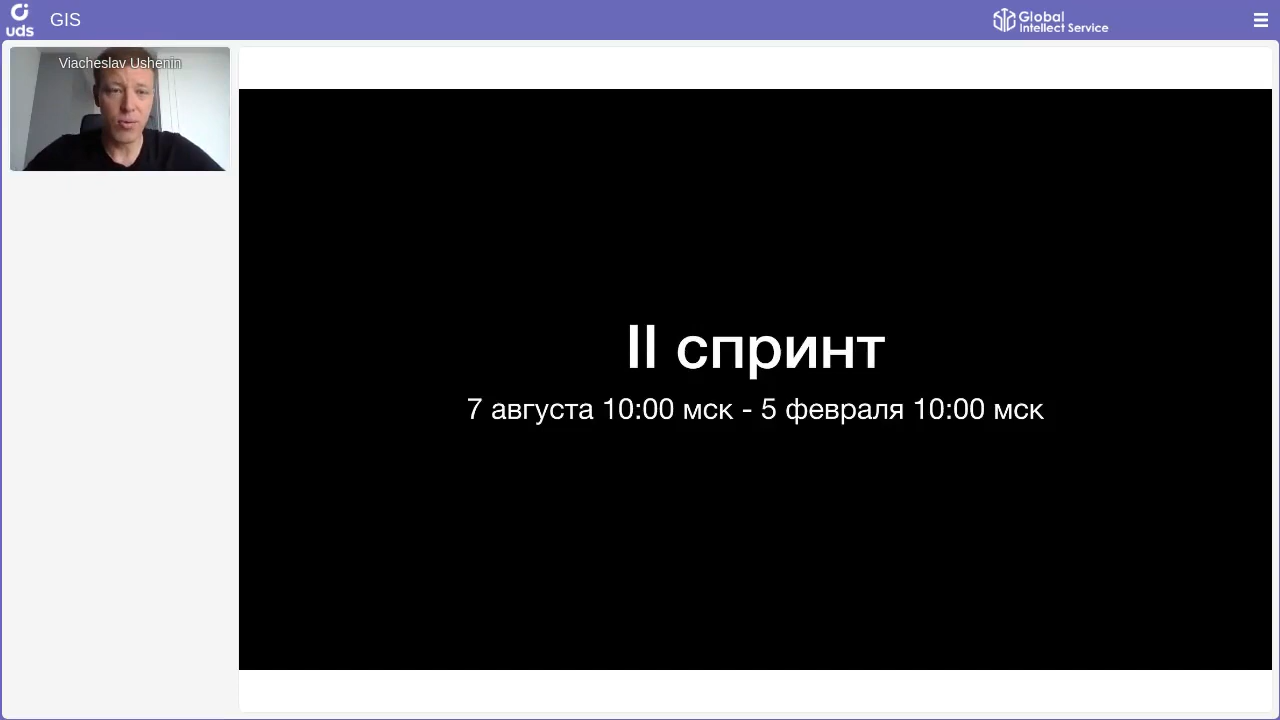 uds
GIS
Global
Intellect Service
Viacheslav Ushenin
II спринт
7 августа 10:00 мск - 5 февраля 10:00 мск